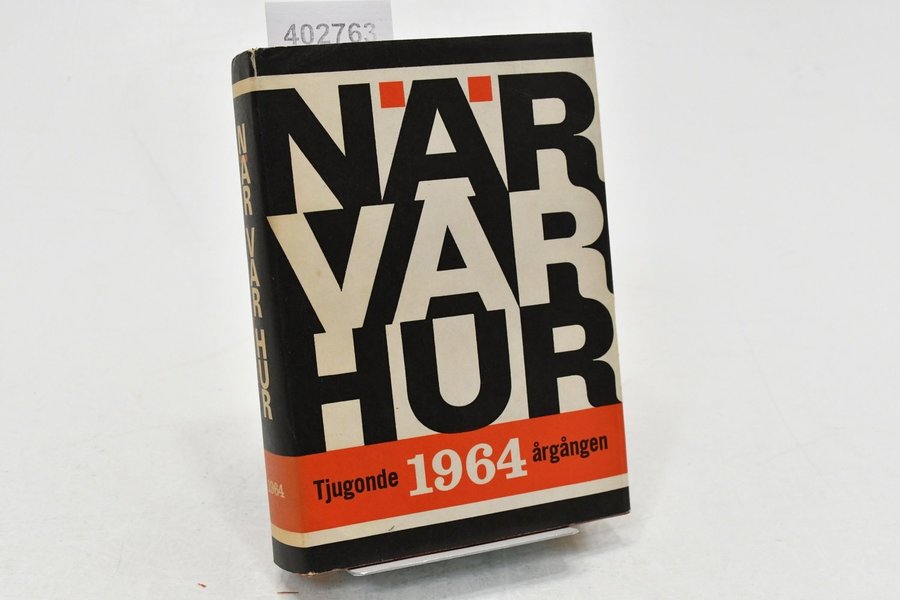 402763
NÄR
VAR
HUR
Tjugonde 1964 årgången
NÄR VAR HUR
1964